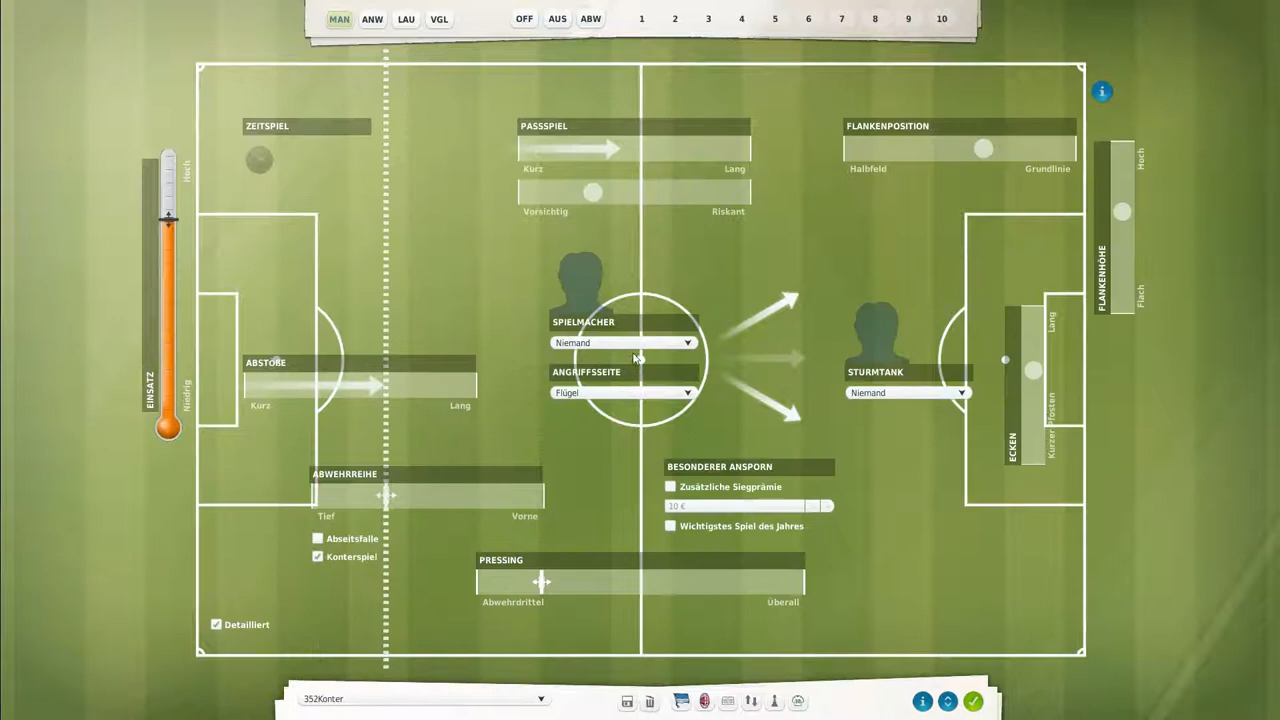 MAN ANW LAU VGL OFF AUS ABW 1 2 3 4 5 6 7 8 9 10
ZEITSPIEL
PASSSPIEL
Kurz Lang
Vorsichtig Riskant
FLANKENPOSITION
Halbfeld Grundlinie
EINSATZ
Hoch
Niedrig
FLANKENHÖHE
Hoch
Flach
SPIELMACHER
Niemand
ANGRIFFSSEITE
Flügel
STURMTANK
Niemand
ECKEN
Lang
Kurzer Pfosten
ABSTÖßE
Kurz Lang
ABWEHRREIHE
Tief Vorne
Abseitsfalle
Konterspiel
BESONDERER ANSPORN
Zusätzliche Siegprämie
10 €
Wichtigstes Spiel des Jahres
PRESSING
Abwehrdrittel Überall
Detailliert
352Konter